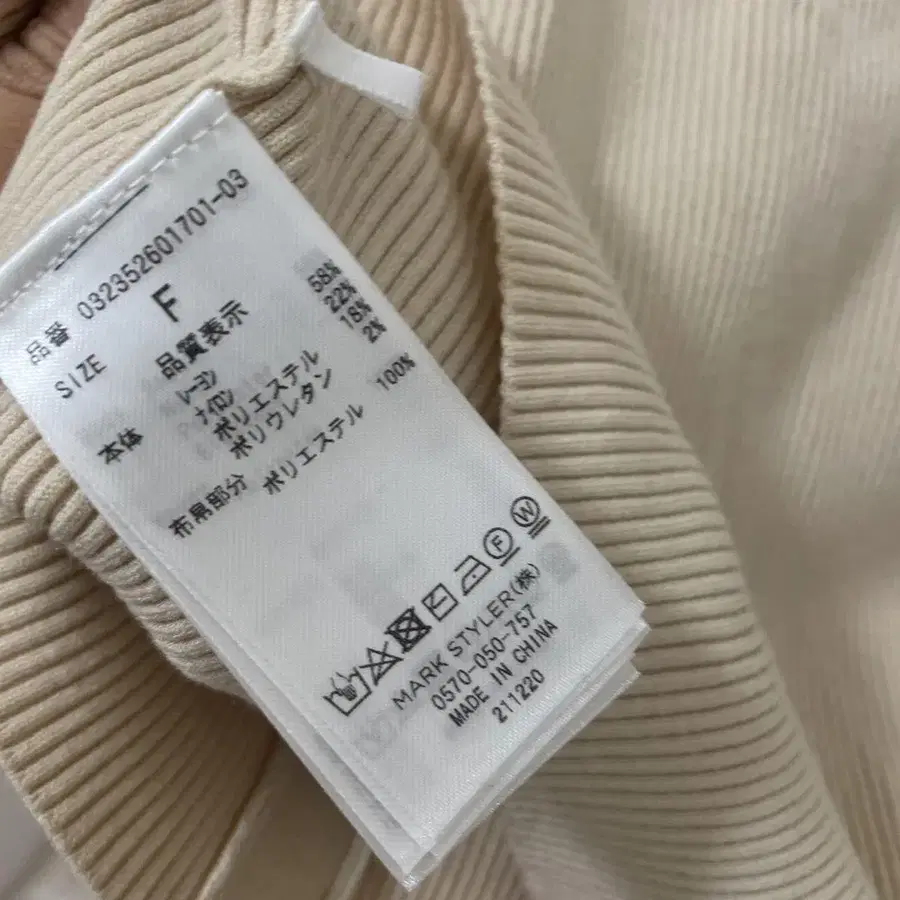 品番 032352601701-03
SIZE F
品質表示
本体 レーヨン 58%
ナイロン 22%
ポリエステル 18%
ポリウレタン 2%
布帛部分 ポリエステル 100%
F W
MARK STYLER(株)
0570-050-757
MADE IN CHINA
211220